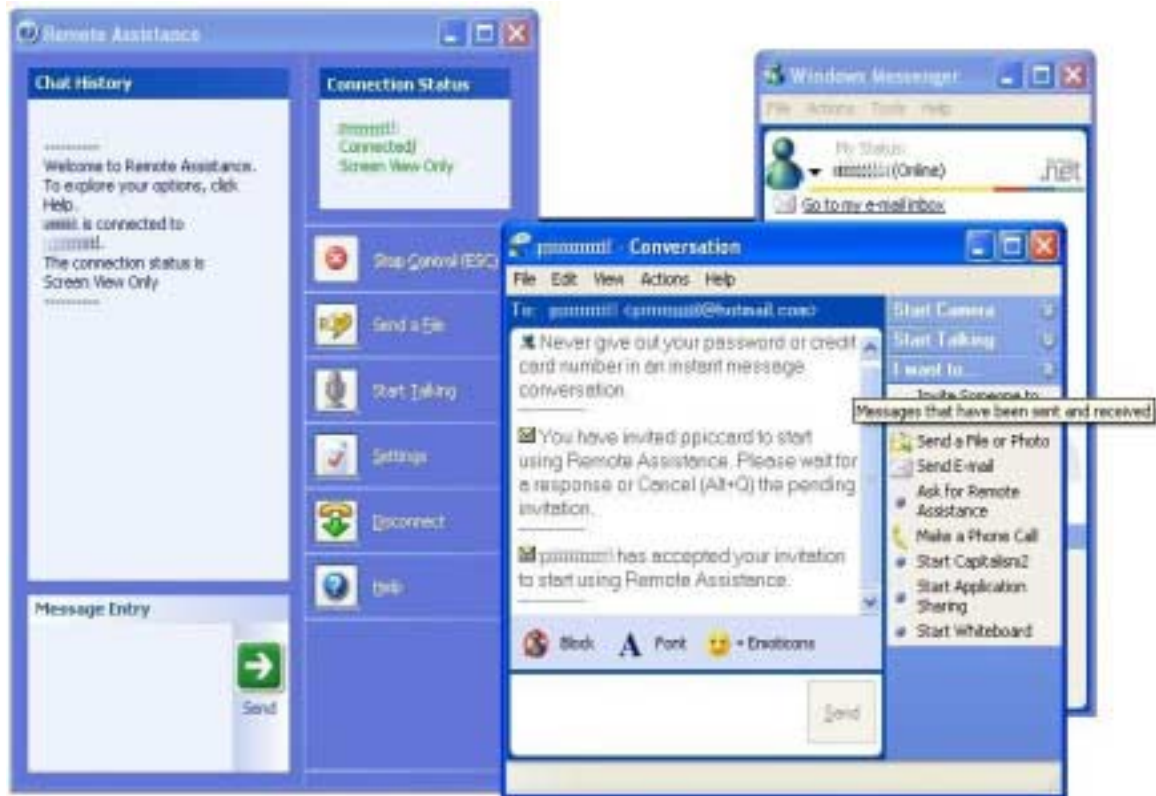 Remote Assistance
Chat History
Welcome to Remote Assistance.
To explore your options, click
Help.
is connected to
The connection status is
Screen View Only
Message Entry
Send
Connection Status
Connected
Screen View Only
Stop Control (ESC)
Send a File
Start Talking
Settings
Disconnect
Help
Windows Messenger
File Actions Tools Help
My Status:
(Online)
.net
Go to my e-mail inbox
- Conversation
File Edit View Actions Help
To: @hotmail.com>
Never give out your password or credit
card number in an instant message
conversation.
You have invited ppiccard to start
using Remote Assistance. Please wait for
a response or Cancel (Alt+Q) the pending
invitation.
has accepted your invitation
to start using Remote Assistance.
Block Font Emoticons
Send
Start Camera
Start Talking
I want to...
Invite Someone to
Messages that have been sent and received
Send a File or Photo
Send E-mail
Ask for Remote
Assistance
Make a Phone Call
Start Capitalism2
Start Application
Sharing
Start Whiteboard